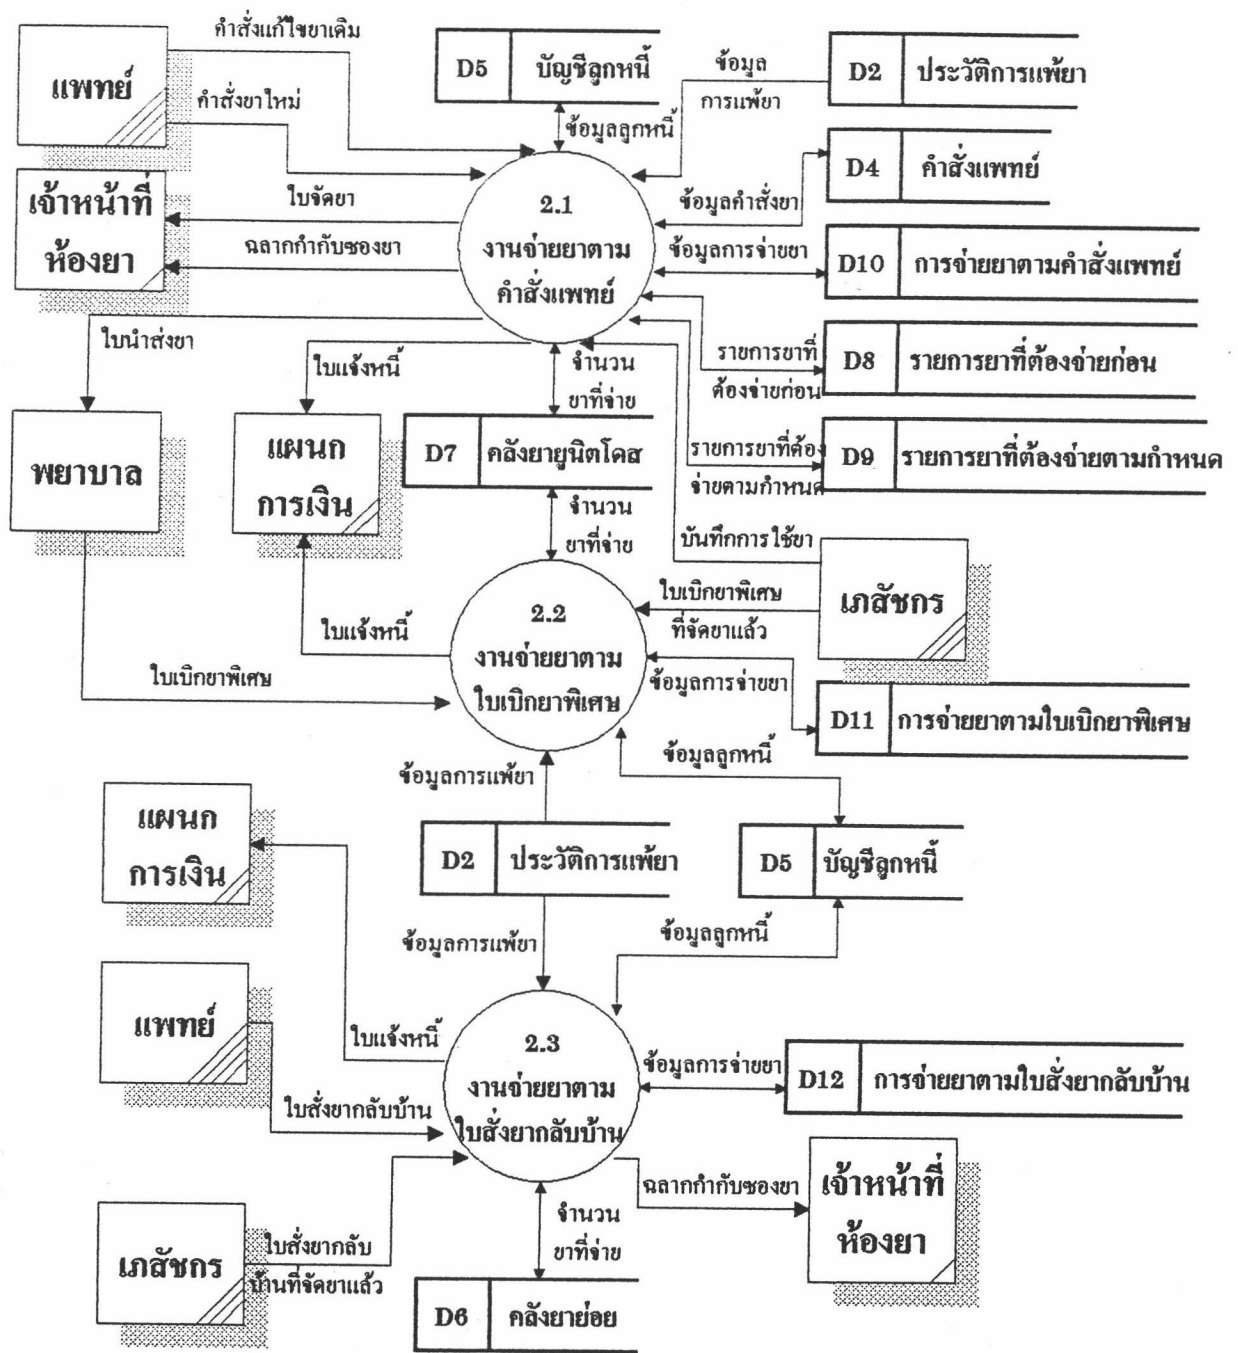 คำสั่งแก้ไขยาเดิม
แพทย์
คำสั่งยาใหม่
D5 บัญชีลูกหนี้
ข้อมูลลูกหนี้
ข้อมูล
การแพ้ยา
D2 ประวัติการแพ้ยา
D4 คำสั่งแพทย์
เจ้าหน้าที่
ห้องยา
ใบจัดยา
ฉลากกำกับซองยา
2.1
งานจ่ายยาตาม
คำสั่งแพทย์
ข้อมูลคำสั่งยา
ข้อมูลการจ่ายยา
D10 การจ่ายยาตามคำสั่งแพทย์
ใบนำส่งยา
ใบแจ้งหนี้
จำนวน
ยาที่จ่าย
รายการยาที่
ต้องจ่ายก่อน
D8 รายการยาที่ต้องจ่ายก่อน
พยาบาล
แผนก
การเงิน
D7 คลังยายูนิตโดส
รายการยาที่ต้อง
จ่ายตามกำหนด
D9 รายการยาที่ต้องจ่ายตามกำหนด
จำนวน
ยาที่จ่าย
บันทึกการใช้ยา
เภสัชกร
ใบเบิกยาพิเศษ
ที่จัดยาแล้ว
2.2
งานจ่ายยาตาม
ใบเบิกยาพิเศษ
ใบแจ้งหนี้
ใบเบิกยาพิเศษ
ข้อมูลการจ่ายยา
D11 การจ่ายยาตามใบเบิกยาพิเศษ
ข้อมูลลูกหนี้
ข้อมูลการแพ้ยา
แผนก
การเงิน
D2 ประวัติการแพ้ยา
D5 บัญชีลูกหนี้
ข้อมูลการแพ้ยา
ข้อมูลลูกหนี้
แพทย์
ใบแจ้งหนี้
2.3
งานจ่ายยาตาม
ใบสั่งยากลับบ้าน
ข้อมูลการจ่ายยา
D12 การจ่ายยาตามใบสั่งยากลับบ้าน
ใบสั่งยากลับบ้าน
ฉลากกำกับซองยา
เจ้าหน้าที่
ห้องยา
เภสัชกร
ใบสั่งยากลับ
บ้านที่จัดยาแล้ว
จำนวน
ยาที่จ่าย
D6 คลังยาย่อย